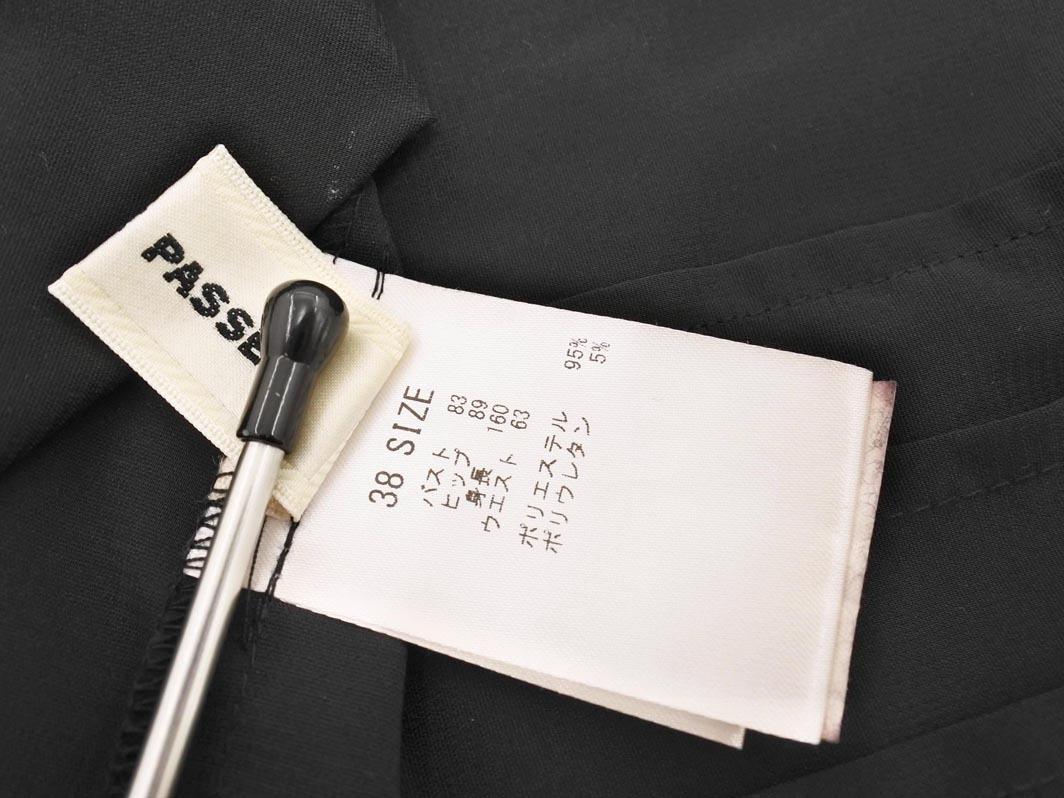 PASSE
38 SIZE
バスト 83
ヒップ 89
身長 160
ウエスト 63
ポリエステル 95%
ポリウレタン 5%